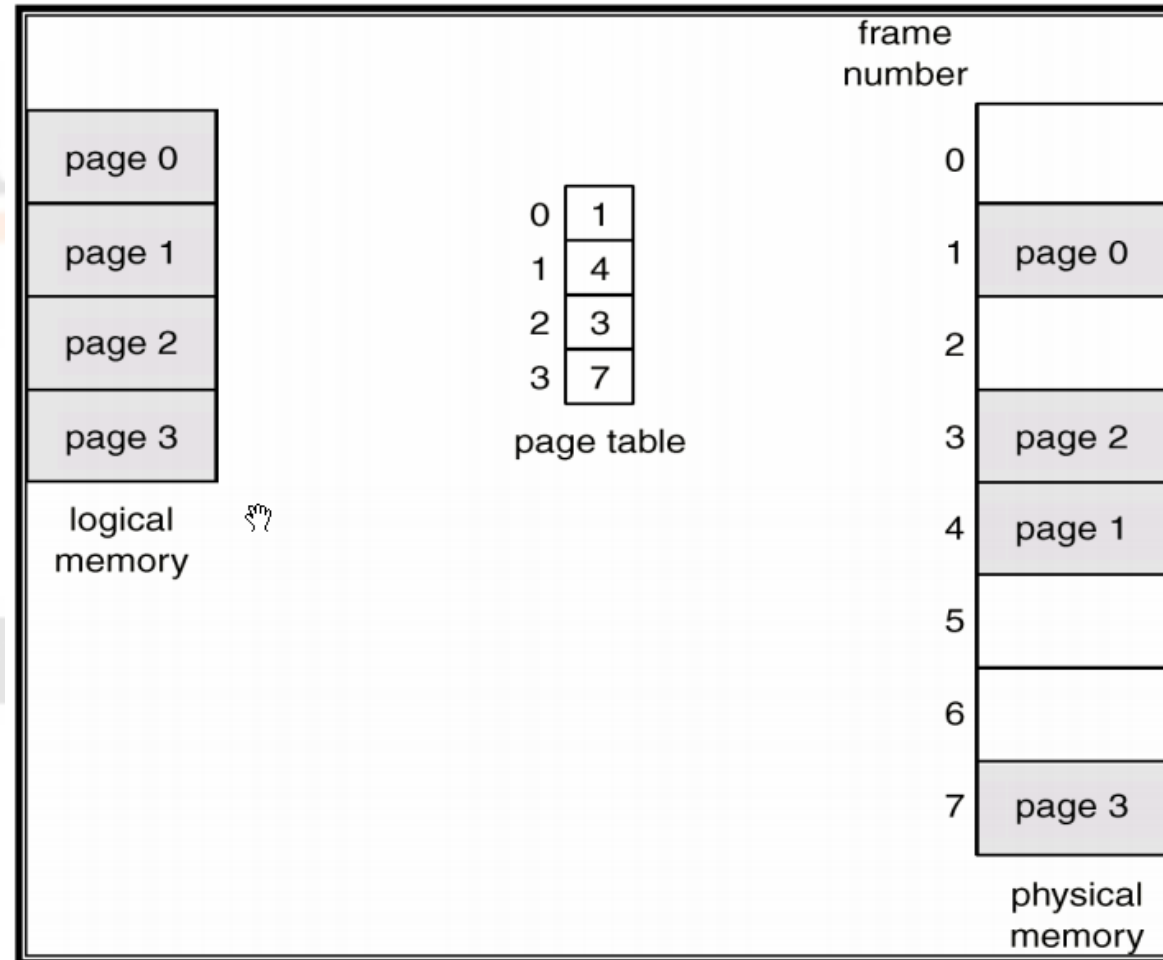 page 0
page 1
page 2
page 3
logical
memory
0 1
1 4
2 3
3 7
page table
frame
number
0
1 page 0
2
3 page 2
4 page 1
5
6
7 page 3
physical
memory